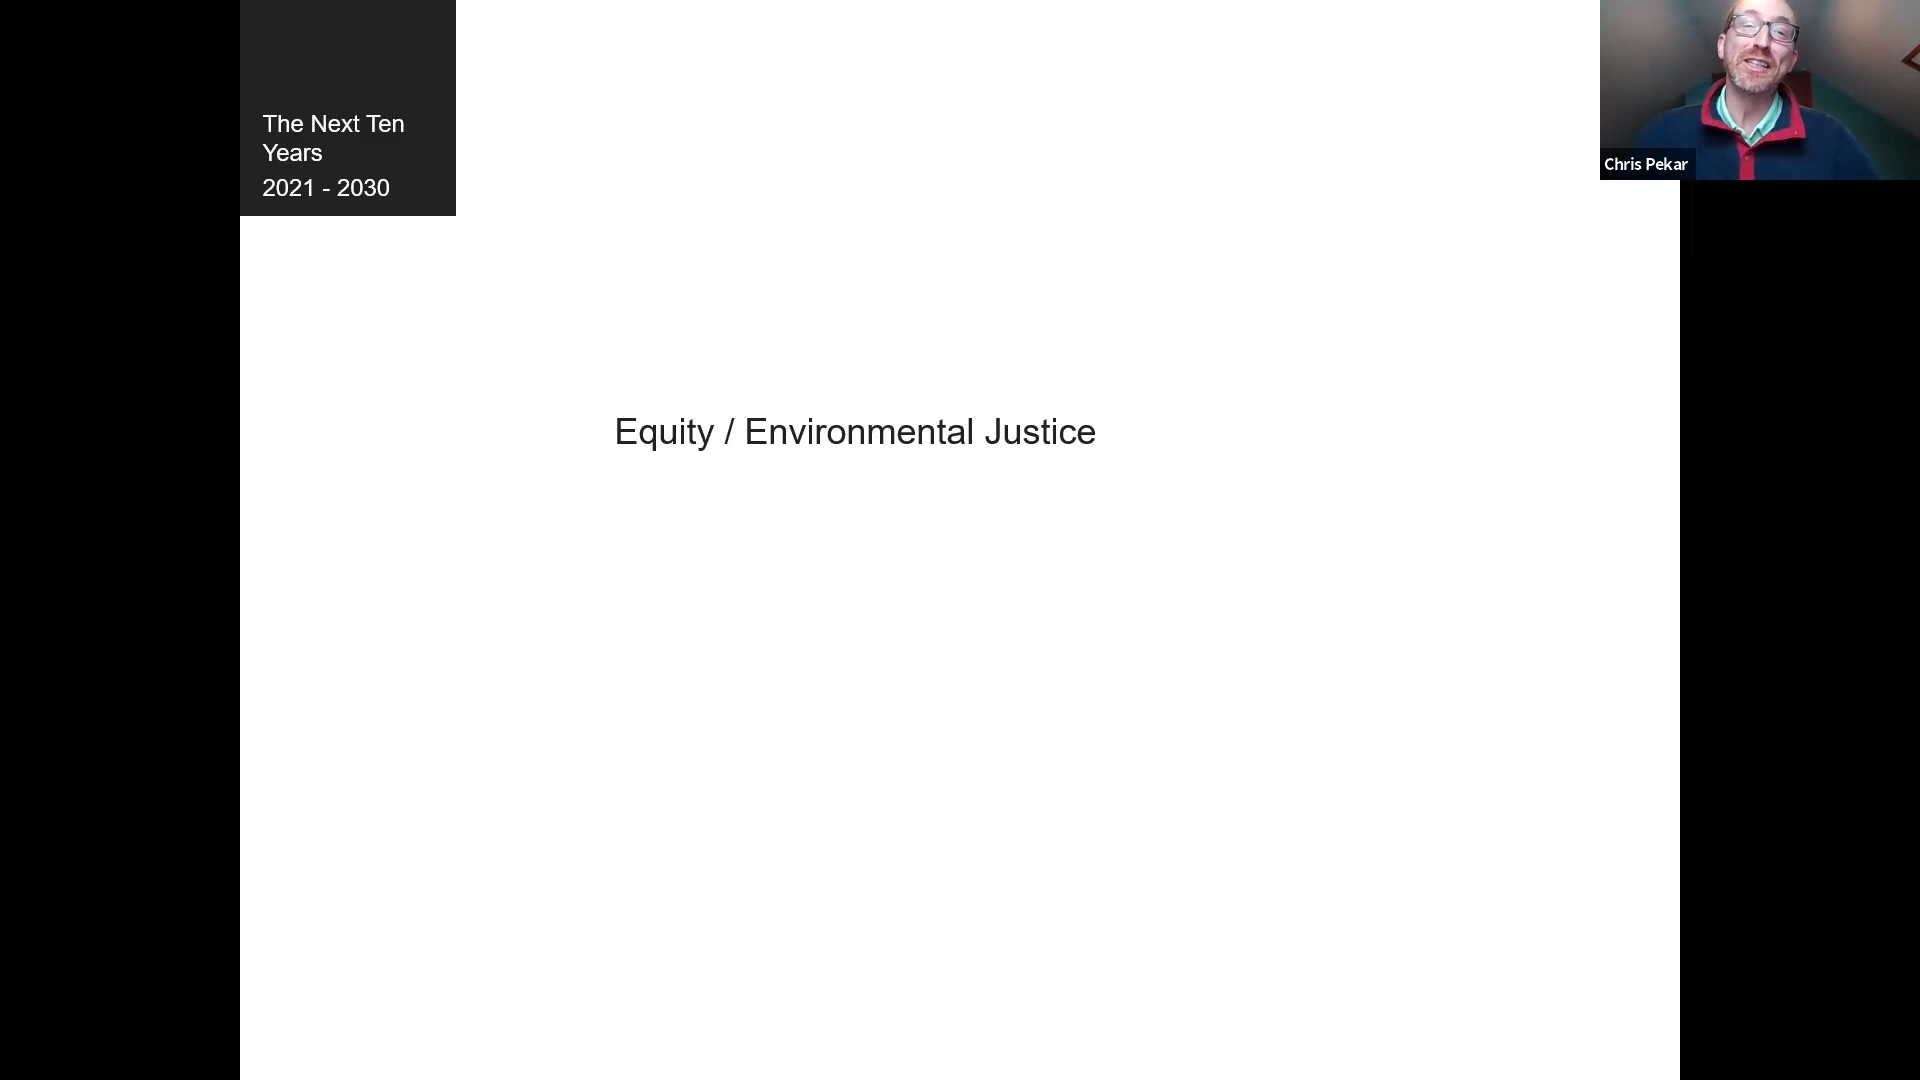 The Next Ten
Years
2021 - 2030
Chris Pekar
Equity / Environmental Justice